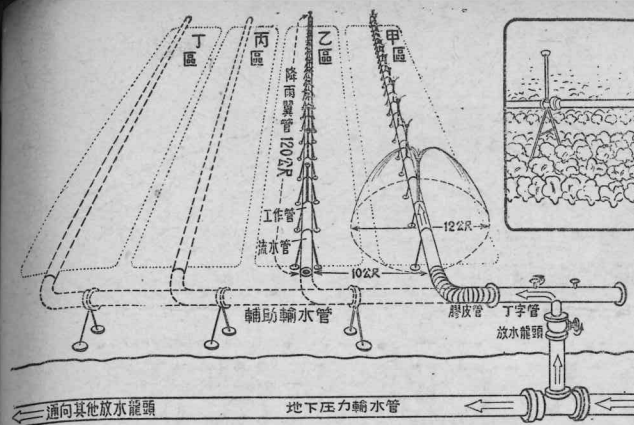 丁區
丙區
乙區
甲區
降雨翼管120公尺
工作管
流水管
12公尺
10公尺
膠皮管
丁字管
放水龍頭
輔助輸水管
通向其他放水龍頭
地下压力輸水管